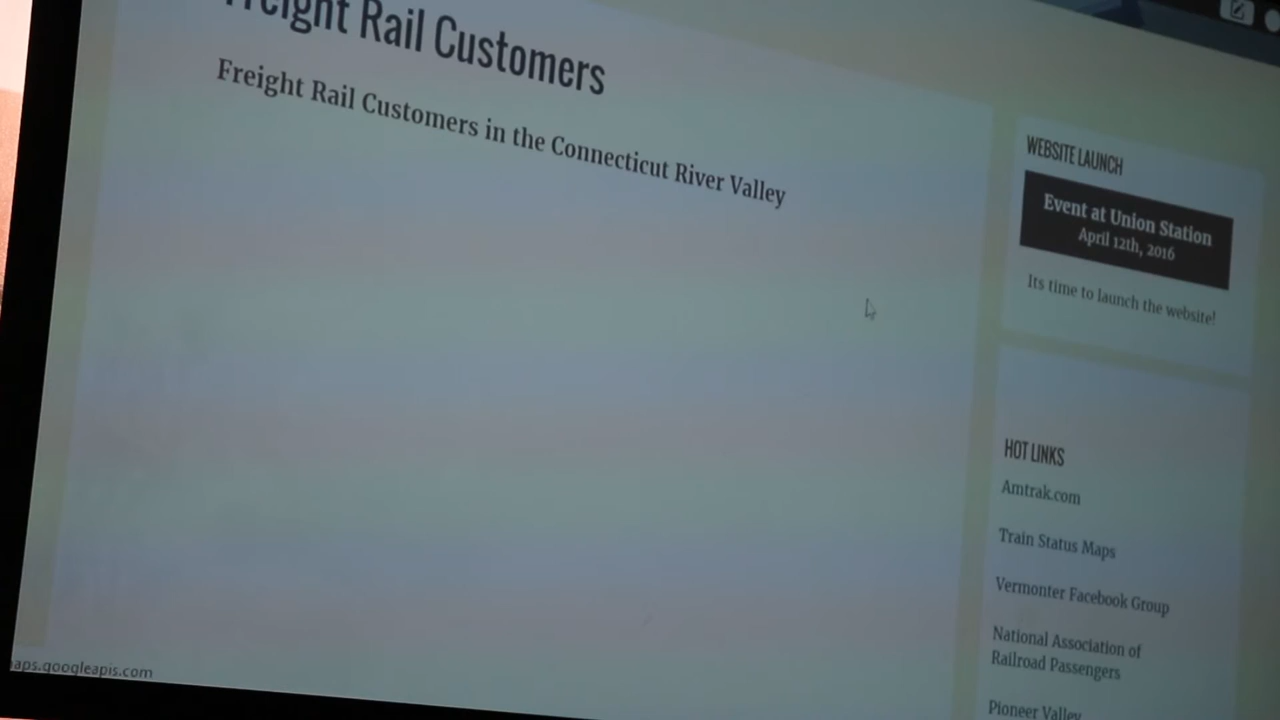 Freight Rail Customers
Freight Rail Customers in the Connecticut River Valley
WEBSITE LAUNCH
Event at Union Station
April 12th, 2016
Its time to launch the website!
HOT LINKS
Amtrak.com
Train Status Maps
Vermonter Facebook Group
National Association of
Railroad Passengers
Pioneer Valley
aps.googleapis.com